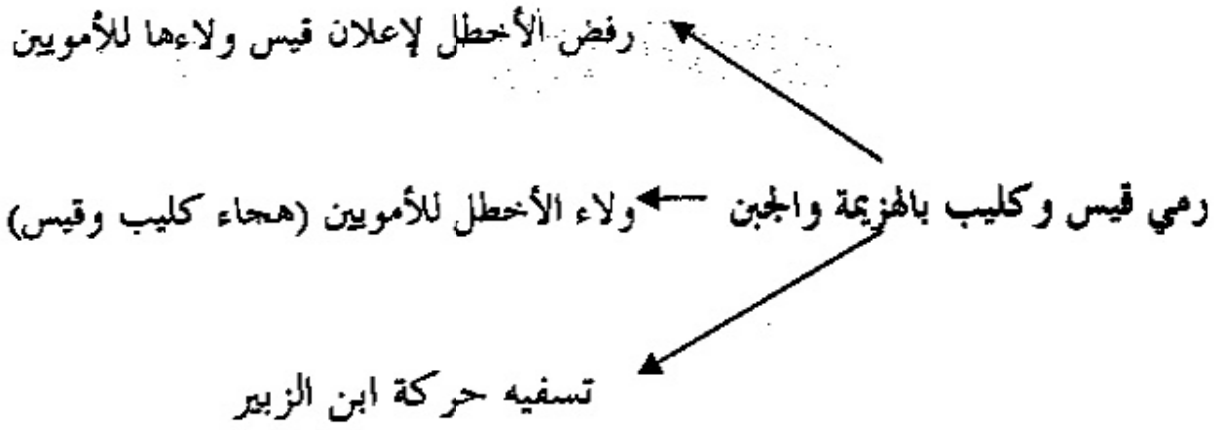 رفض الأخطل لإعلان قيس ولاءها للأمويين
رمي قيس وكليب بالهزيمة والجبن
ولاء الأخطل للأمويين (هجاء كليب وقيس)
تسفيه حركة ابن الزبير